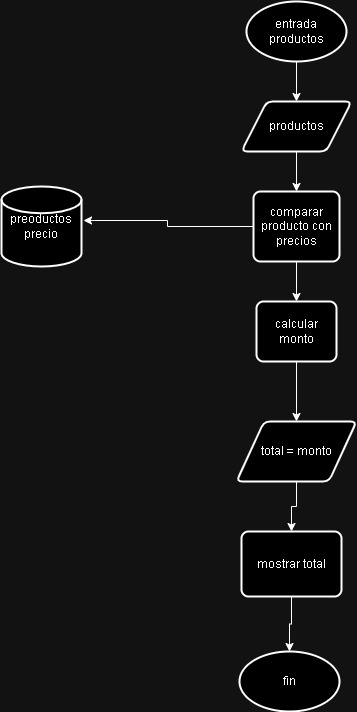 entrada
productos
productos
comparar
producto con
precios
preoductos
precio
calcular
monto
total = monto
mostrar total
fin